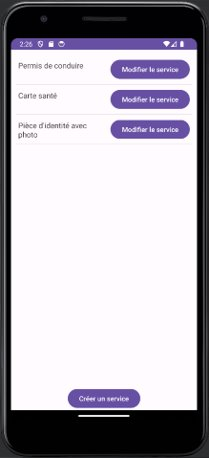 2:26
Permis de conduire
Modifier le service
Carte santé
Modifier le service
Pièce d'identité avec
photo
Modifier le service
Créer un service